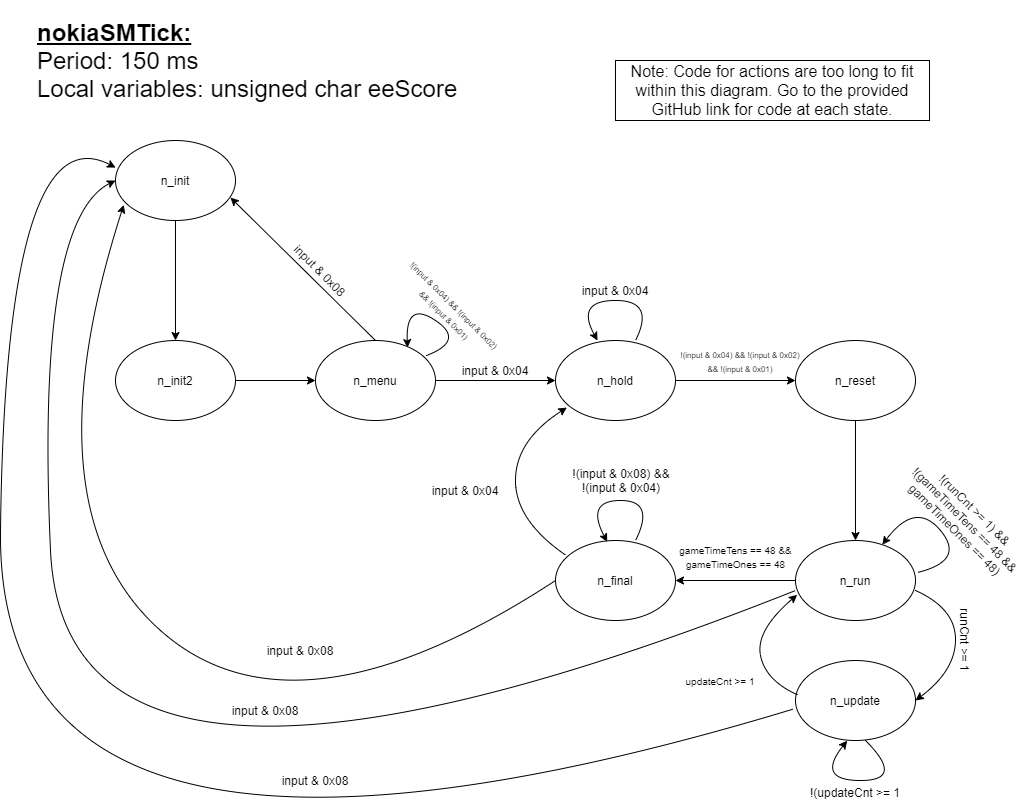 nokiaSMTick:
Period: 150 ms
Local variables: unsigned char eeScore
Note: Code for actions are too long to fit
within this diagram. Go to the provided
GitHub link for code at each state.
n_init
input & 0x08
!(input & 0x04) && !(input & 0x02)
&& !(input & 0x01)
input & 0x04
n_init2
n_menu
input & 0x04
n_hold
!(input & 0x04) && !(input & 0x02)
&& !(input & 0x01)
n_reset
input & 0x04
!(input & 0x08) &&
!(input & 0x04)
!(runCnt >= 1) &&
!(gameTimeTens == 48 &&
gameTimeOnes == 48)
gameTimeTens == 48 &&
gameTimeOnes == 48
n_final
n_run
runCnt >= 1
input & 0x08
updateCnt >= 1
n_update
input & 0x08
input & 0x08
!(updateCnt >= 1